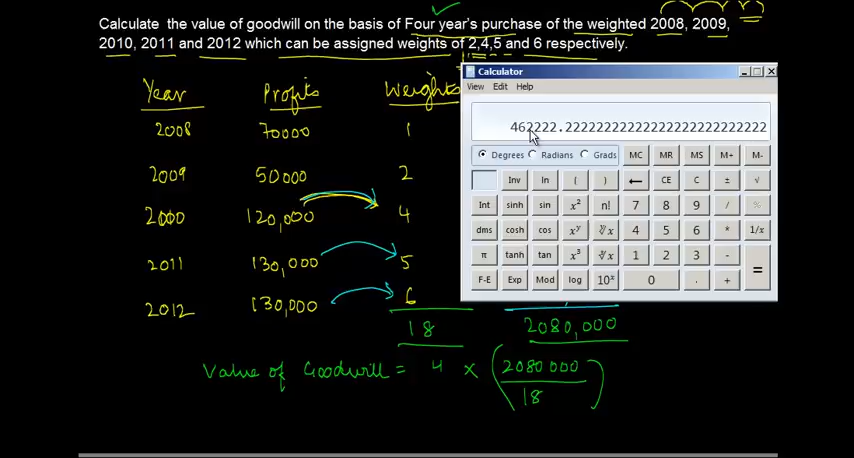 Calculate the value of goodwill on the basis of Four year's purchase of the weighted 2008, 2009,
2010, 2011 and 2012 which can be assigned weights of 2,4,5 and 6 respectively.
Year Profits Weights
2008 70000 1
2009 50000 2
2000 120,000 4
2011 130,000 5
2012 130,000 6
18 2080,000
Value of Goodwill = 4 × (2080000
18)
Calculator
View Edit Help
462222.2222222222222222222222222
Degrees Radians Grads MC MR MS M+ M-
Inv ln ( ) ← CE C ± √
Int sinh sin x² n! 7 8 9 / %
dms cosh cos xʸ ʸ√x 4 5 6 * 1/x
π tanh tan x³ ³√x 1 2 3 - =
F-E Exp Mod log 10ˣ 0 . +